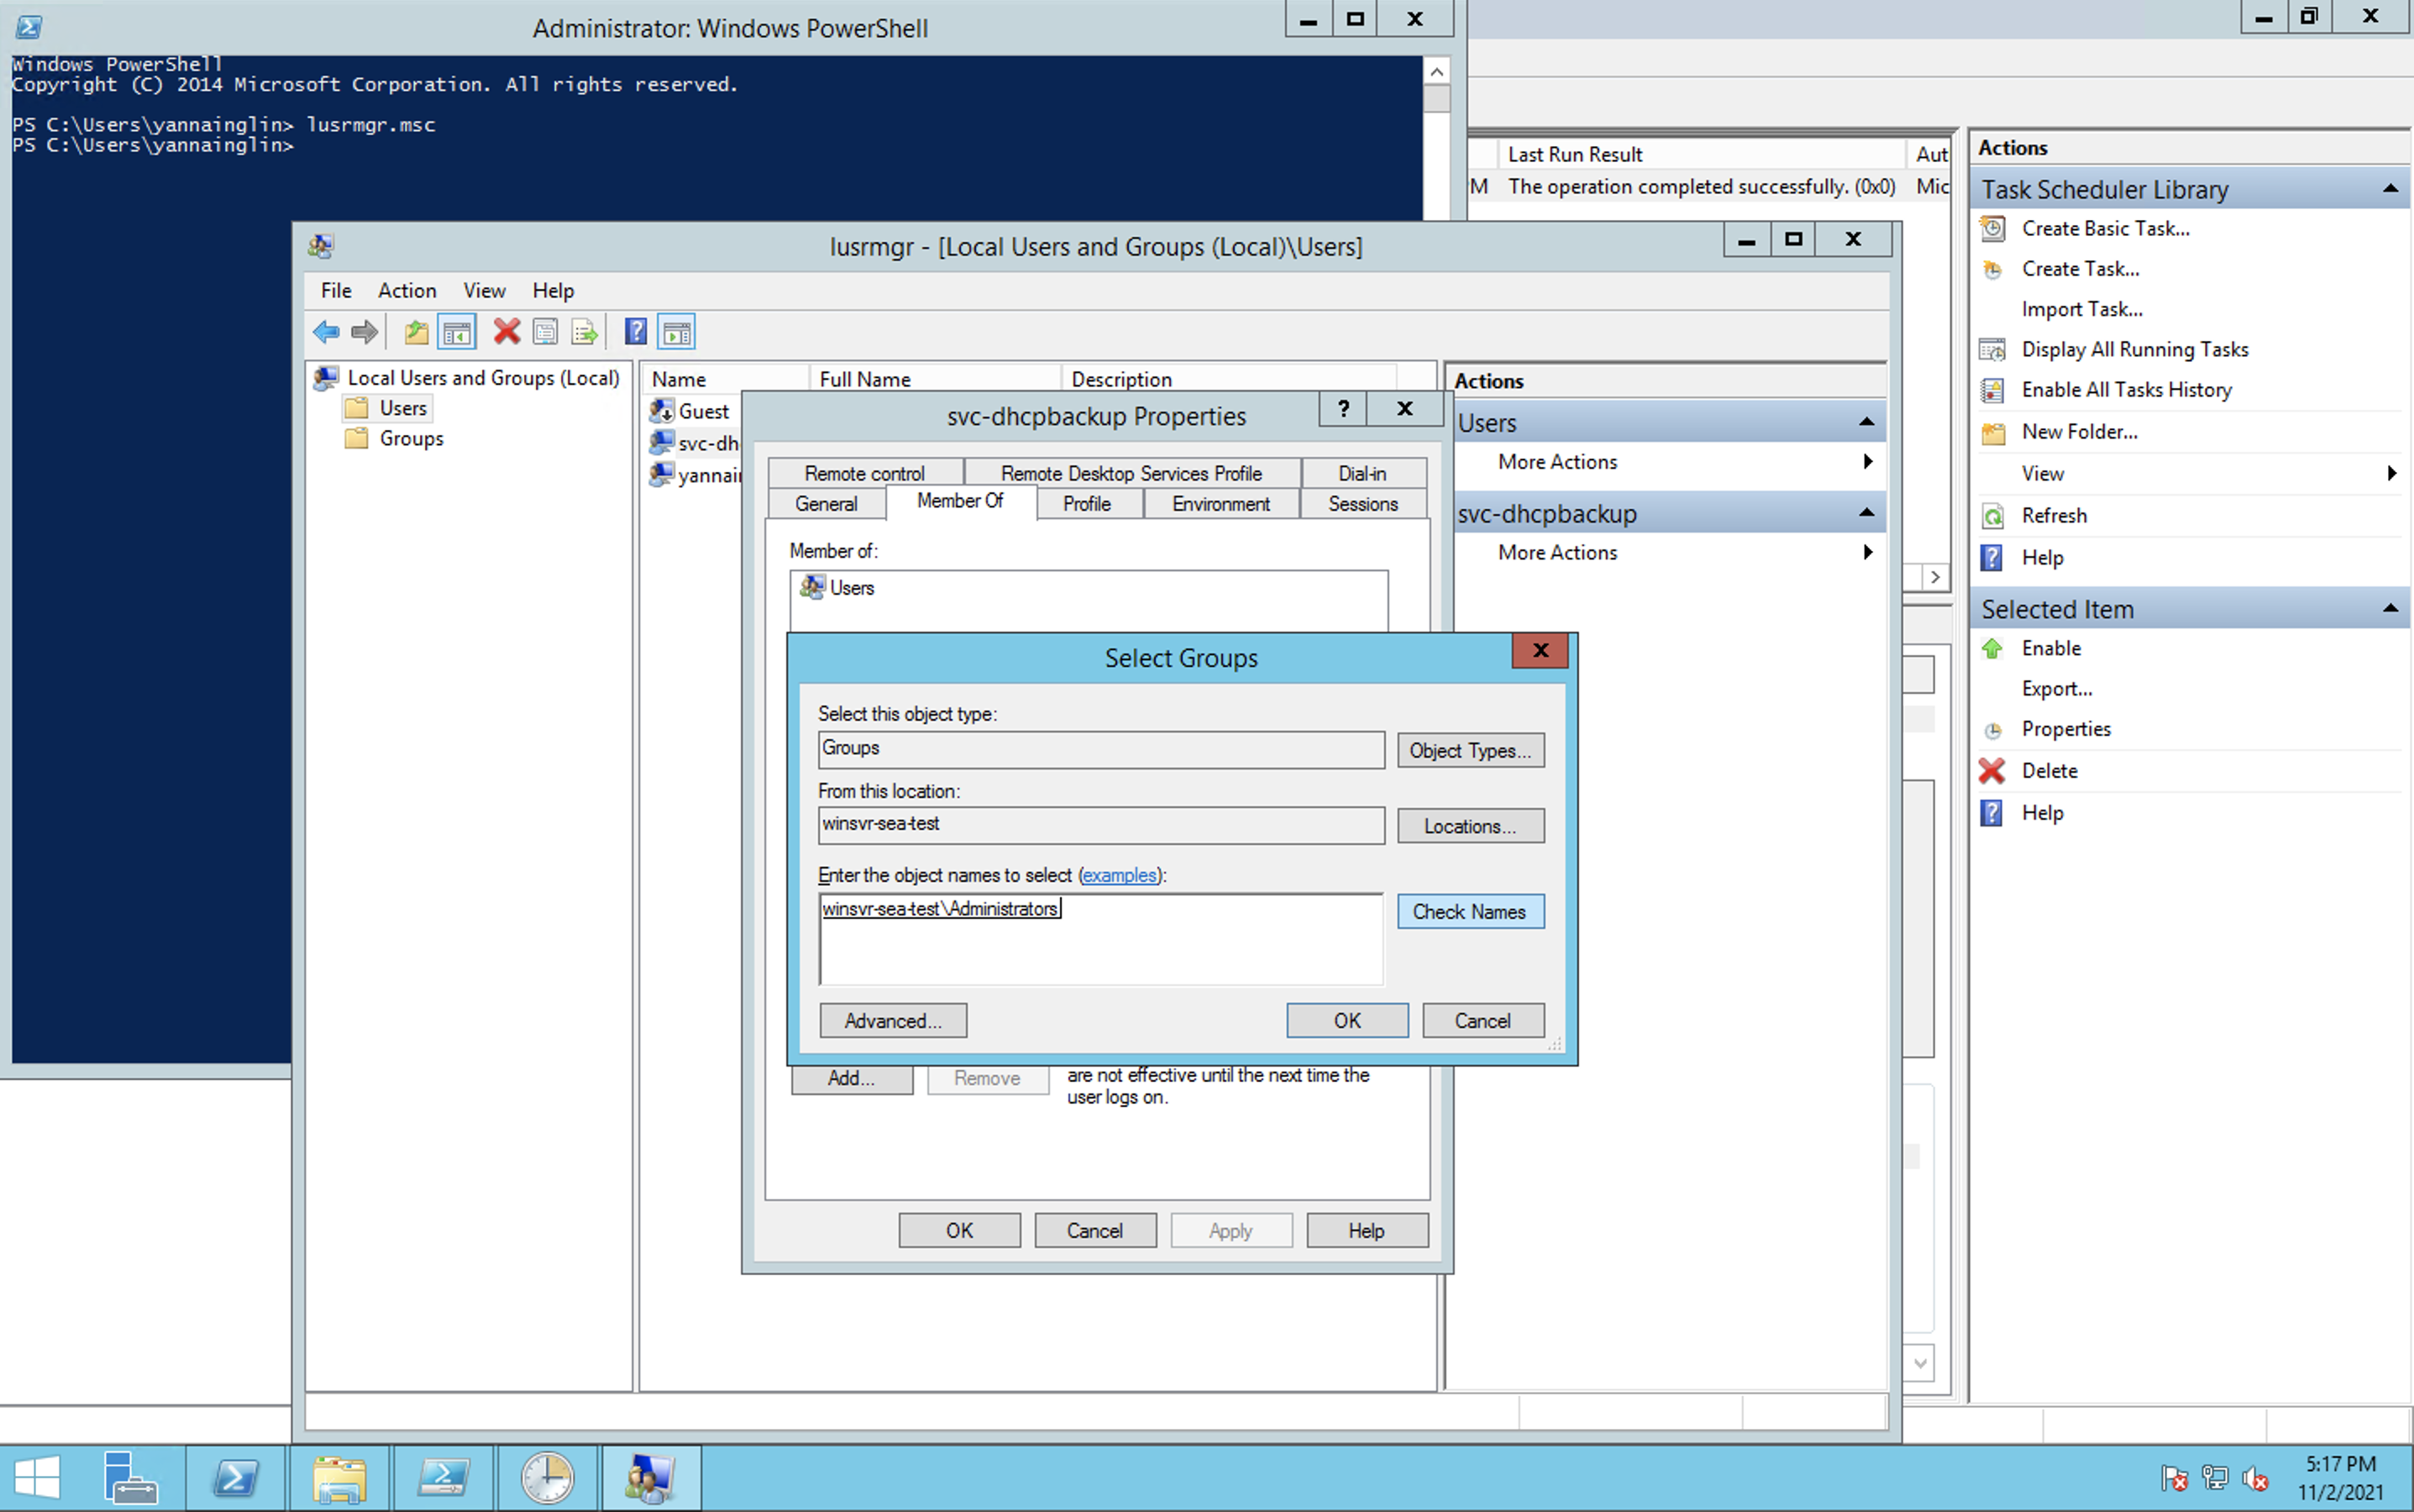 Administrator: Windows PowerShell
Windows PowerShell
Copyright (C) 2014 Microsoft Corporation. All rights reserved.
PS C:\Users\yannainglin> lusrmgr.msc
PS C:\Users\yannainglin>
Last Run Result
Aut
M
The operation completed successfully. (0x0)
Mic
Actions
Task Scheduler Library
Create Basic Task...
Create Task...
Import Task...
Display All Running Tasks
Enable All Tasks History
New Folder...
View
Refresh
Help
Selected Item
Enable
Export...
Properties
Delete
Help
lusrmgr - [Local Users and Groups (Local)\Users]
File Action View Help
Local Users and Groups (Local)
Users
Groups
Name Full Name Description
Guest
svc-dh
yannai
Actions
Users
More Actions
svc-dhcpbackup
More Actions
svc-dhcpbackup Properties
Remote control Remote Desktop Services Profile Dial-in
General Member Of Profile Environment Sessions
Member of:
Users
Select Groups
Select this object type:
Groups
Object Types...
From this location:
winsvr-sea-test
Locations...
Enter the object names to select (examples):
winsvr-sea-test\Administrators
Check Names
Advanced...
OK
Cancel
Add...
Remove
are not effective until the next time the
user logs on.
OK
Cancel
Apply
Help
5:17 PM
11/2/2021